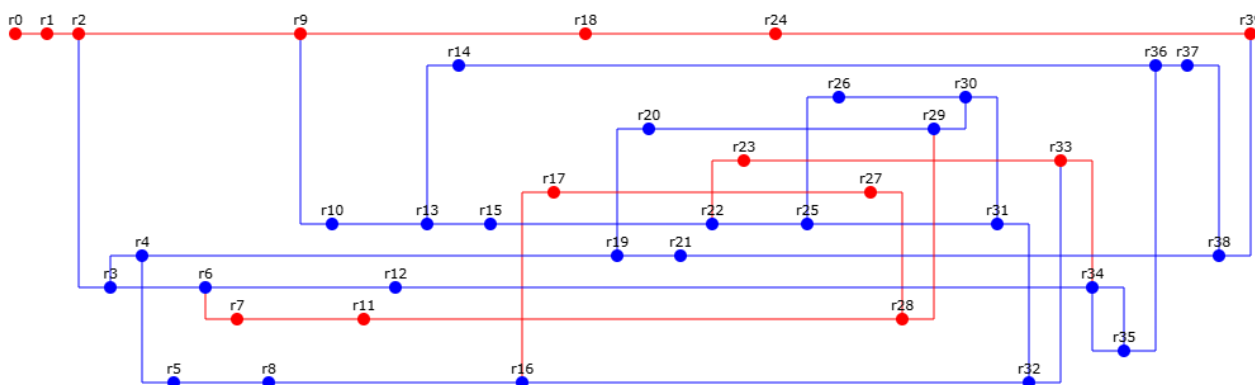 r0 r1 r2 r9 r18 r24 r39
r14 r36 r37
r26 r30
r20 r29
r23 r33
r17 r27
r10 r13 r15 r22 r25 r31
r4 r19 r21 r38
r3 r6 r12 r34
r7 r11 r28
r35
r5 r8 r16 r32